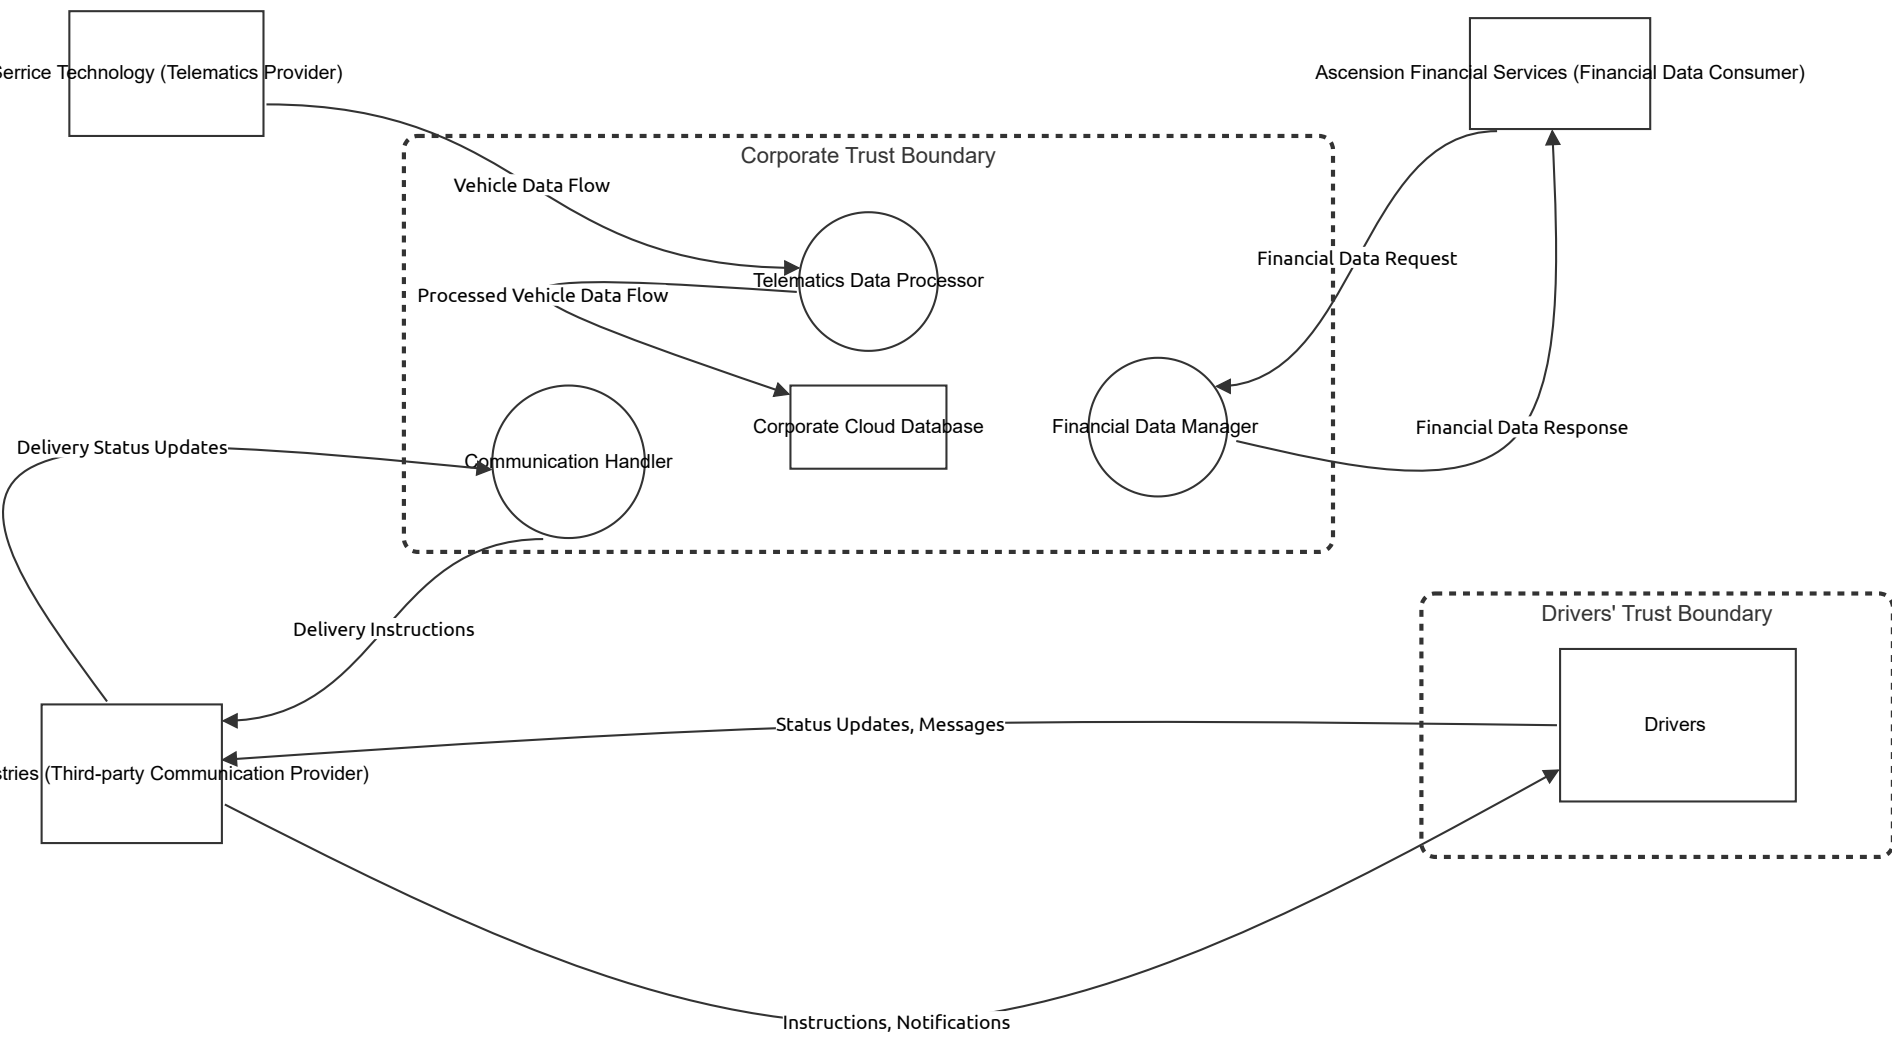 Serrice Technology (Telematics Provider)
Ascension Financial Services (Financial Data Consumer)
Corporate Trust Boundary
Vehicle Data Flow
Financial Data Request
Telematics Data Processor
Processed Vehicle Data Flow
Corporate Cloud Database
Financial Data Manager
Financial Data Response
Delivery Status Updates
Communication Handler
Drivers' Trust Boundary
Delivery Instructions
Status Updates, Messages
Drivers
stries (Third-party Communication Provider)
Instructions, Notifications